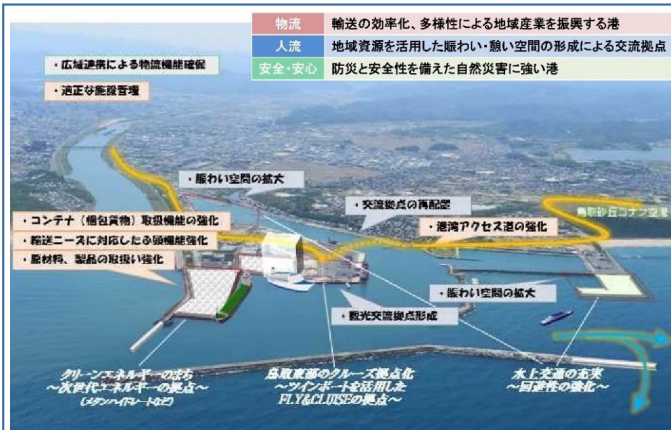 物流 輸送の効率化、多様性による地域産業を振興する港
人流 地域資源を活用した賑わい・憩い空間の形成による交流拠点
安全・安心 防災と安全性を備えた自然災害に強い港
・広域連携による物流機能確保
・適正な施設管理
・賑わい空間の拡大
・交流拠点の再配置
鳥取砂丘コナン空港
・コンテナ（梱包貨物）取扱機能の強化
・輸送ニーズに対応したふ頭機能強化
・原材料、製品の取扱い強化
・港湾アクセス道の強化
・賑わい空間の拡大
・観光交流拠点形成
クリーンエネルギーのまち
～次世代エネルギーの拠点～
（メタンハイドレートなど）
鳥取東部のクルーズ拠点化
～ツインポートを活用した
FLY&CLUISEの拠点～
水上交通の充実
～回遊性の強化～